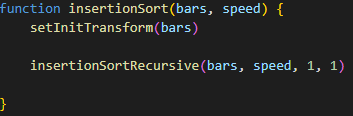 function insertionSort(bars, speed) {
    setInitTransform(bars)
    insertionSortRecursive(bars, speed, 1, 1)
}